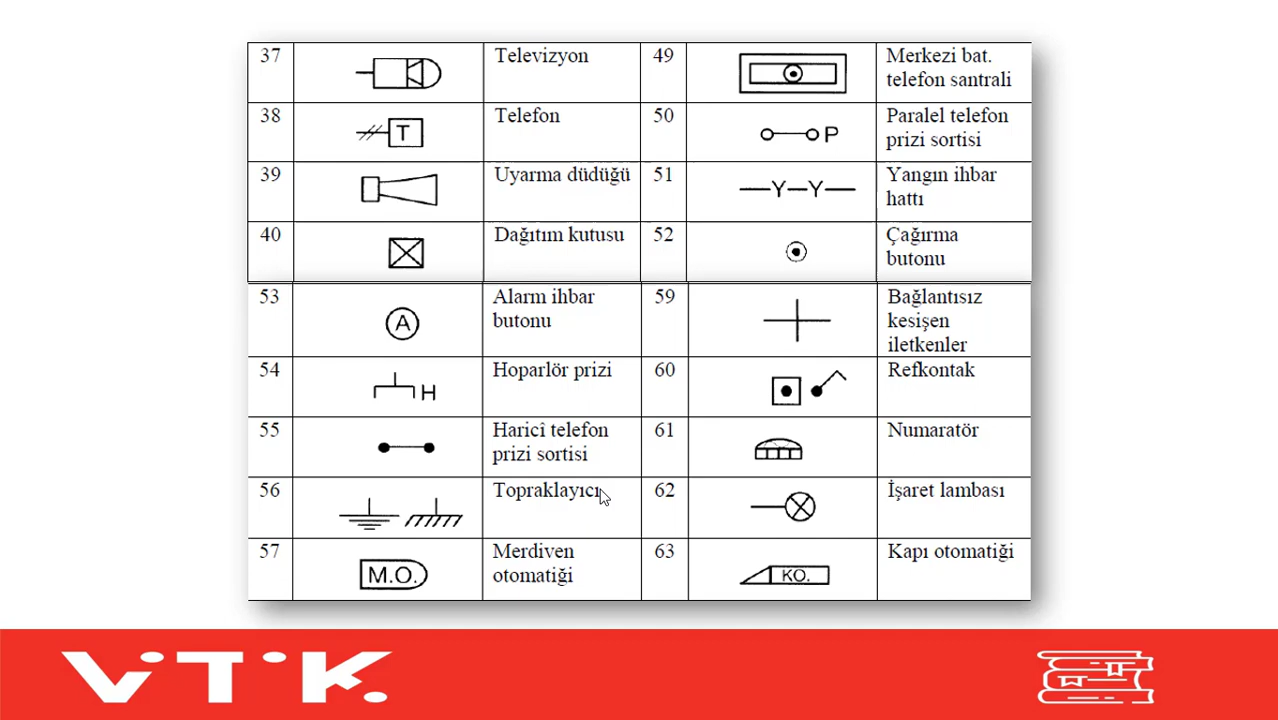 37
Televizyon
49
Merkezi bat.
telefon santrali
38
T
Telefon
50
P
Paralel telefon
prizi sortisi
39
Uyarma düdüğü
51
Y Y
Yangın ihbar
hattı
40
Dağıtım kutusu
52
Çağırma
butonu
53
A
Alarm ihbar
butonu
59
Bağlantısız
kesişen
iletkenler
54
H
Hoparlör prizi
60
Refkontak
55
Haricî telefon
prizi sortisi
61
Numaratör
56
Topraklayıcı
62
İşaret lambası
57
M.O.
Merdiven
otomatiği
63
KO.
Kapı otomatiği
VTK